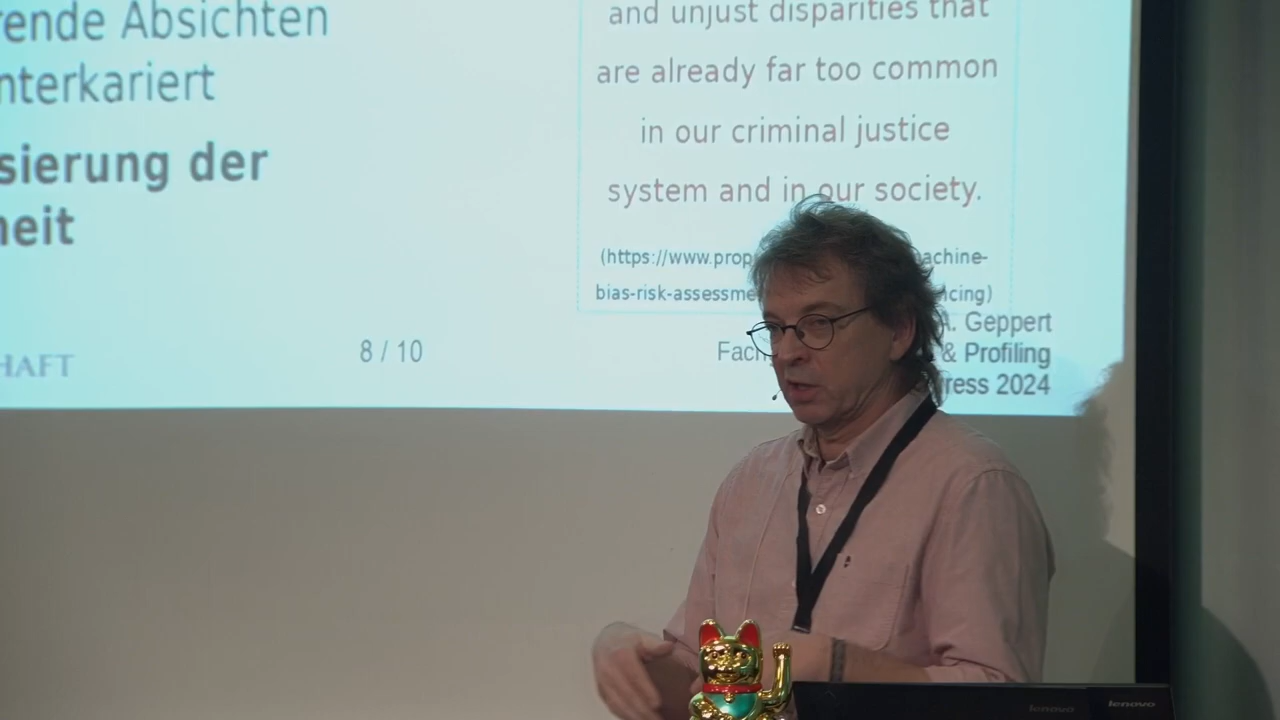 rende Absichten
nterkariert
sierung der
heit
HAFT
8 / 10
and unjust disparities that
are already far too common
in our criminal justice
system and in our society.
(https://www.prop achine-
bias-risk-assessme ncing)
A. Geppert
Fach & Profiling
ress 2024
lenovo
lenovo